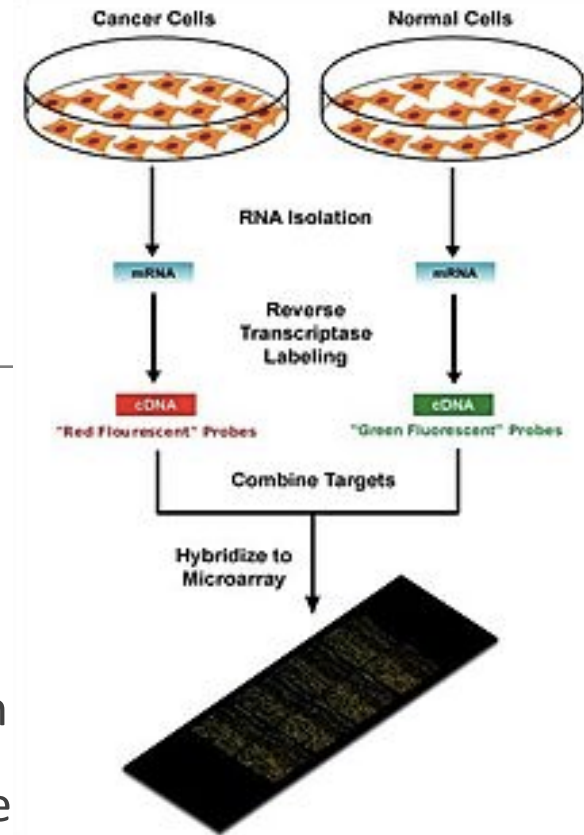 Cancer Cells
Normal Cells
RNA Isolation
mRNA
mRNA
Reverse
Transcriptase
Labeling
cDNA
cDNA
"Red Flourescent" Probes
"Green Fluorescent" Probes
Combine Targets
Hybridize to
Microarray